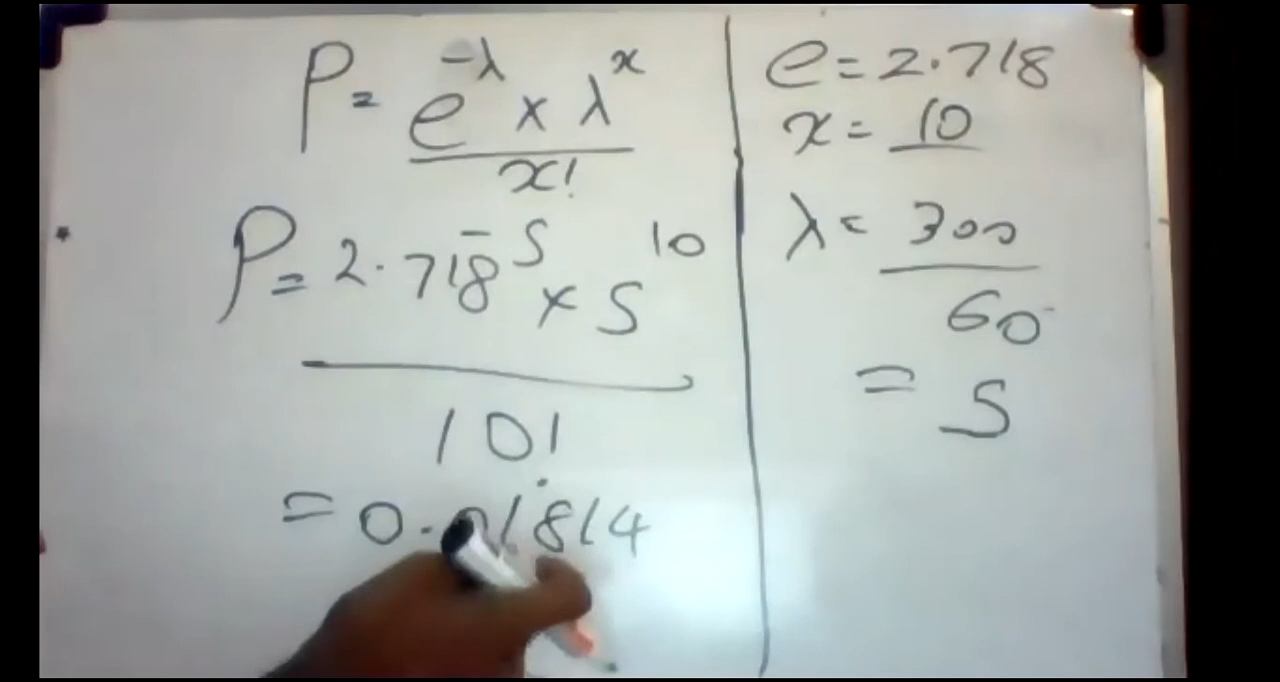 P = e^-λ x λ^x
x!
P = 2.718^-5 x 5^10
10!
= 0.01814
e = 2.718
x = 10
λ = 300
60
= 5